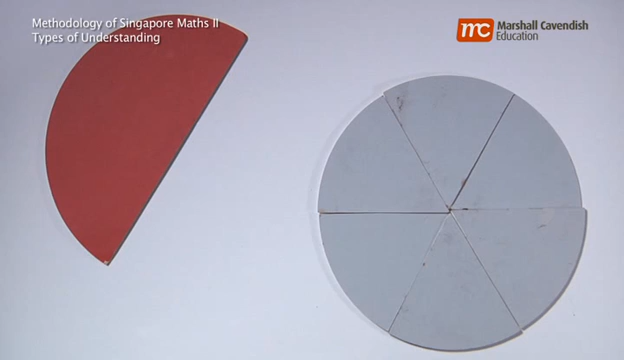 Methodology of Singapore Maths II
Types of Understanding
mc Marshall Cavendish
Education